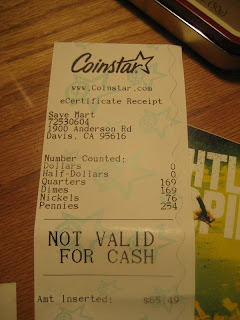 Coinstar
www.Coinstar.com
eCertificate Receipt
Save Mart
72530604
1900 Anderson Rd
Davis, CA 95616
Number Counted:
Dollars 0
Half-Dollars 0
Quarters 169
Dimes 169
Nickels 76
Pennies 254
NOT VALID
FOR CASH
Amt Inserted: $65.49